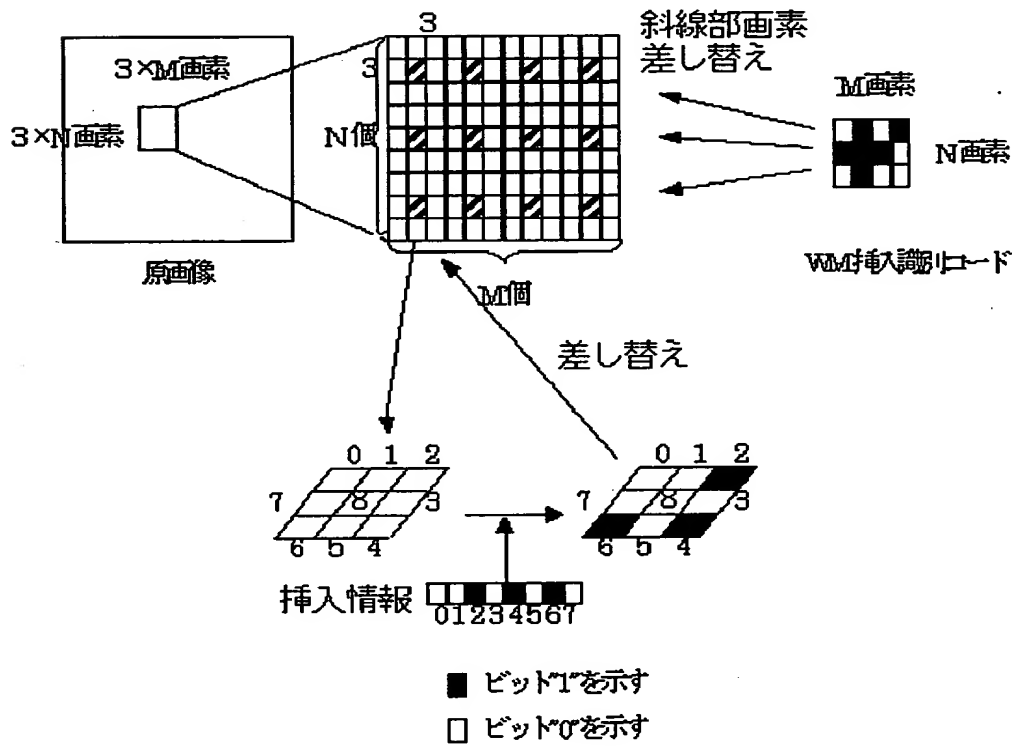 3
斜線部画素
差し替え
3×M画素
3
M画素
3×N画素
N個
N画素
原画像
WM挿入識別コード
M個
差し替え
0 1 2
7 8 3
6 5 4
0 1 2
7 8 3
6 5 4
挿入情報
01234567
ビット"1"を示す
ビット"0"を示す